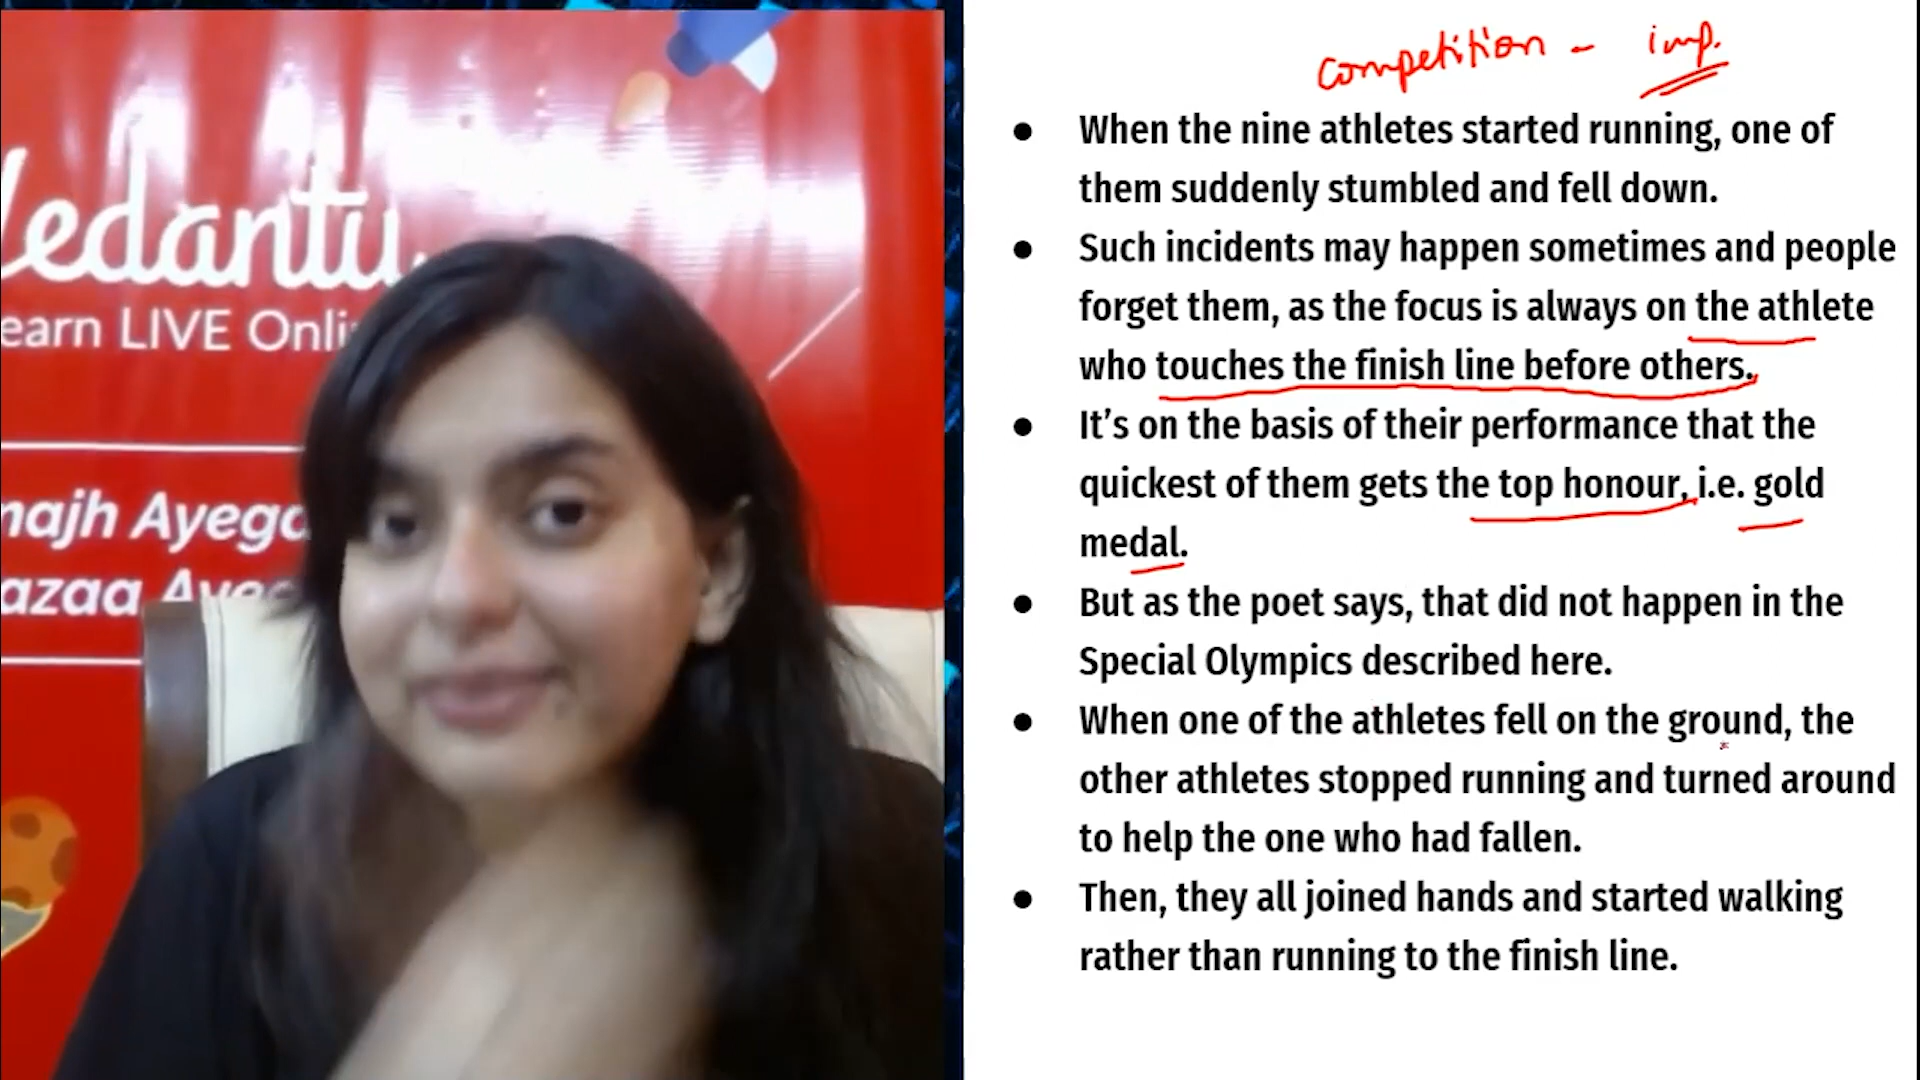 Vedantu
Learn LIVE Onli
majh Ayega
azaa Ayeg
competition - imp.
● When the nine athletes started running, one of
them suddenly stumbled and fell down.
● Such incidents may happen sometimes and people
forget them, as the focus is always on the athlete
who touches the finish line before others.
● It’s on the basis of their performance that the
quickest of them gets the top honour, i.e. gold
medal.
● But as the poet says, that did not happen in the
Special Olympics described here.
● When one of the athletes fell on the ground, the
other athletes stopped running and turned around
to help the one who had fallen.
● Then, they all joined hands and started walking
rather than running to the finish line.